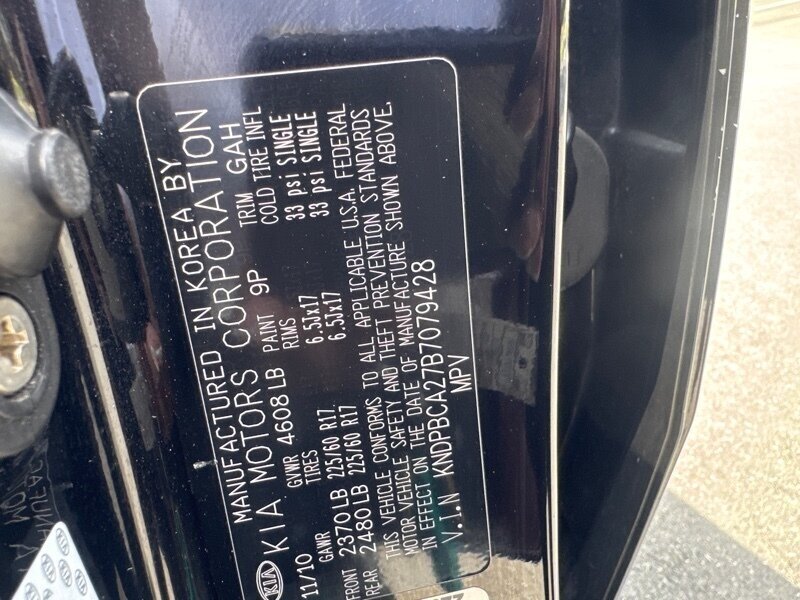 MANUFACTURED IN KOREA BY
KIA KIA MOTORS CORPORATION
11/10 GVWR 4608 LB PAINT 9P TRIM GAH
GAWR TIRES RIMS COLD TIRE INFL
FRONT 2370 LB 225/60 R17 6.5Jx17 33 psi SINGLE
REAR 2480 LB 225/60 R17 6.5Jx17 33 psi SINGLE
THIS VEHICLE CONFORMS TO ALL APPLICABLE U.S.A. FEDERAL
MOTOR VEHICLE SAFETY AND THEFT PREVENTION STANDARDS
IN EFFECT ON THE DATE OF MANUFACTURE SHOWN ABOVE.
V.I.N KNDPBCA27B7079428
MPV